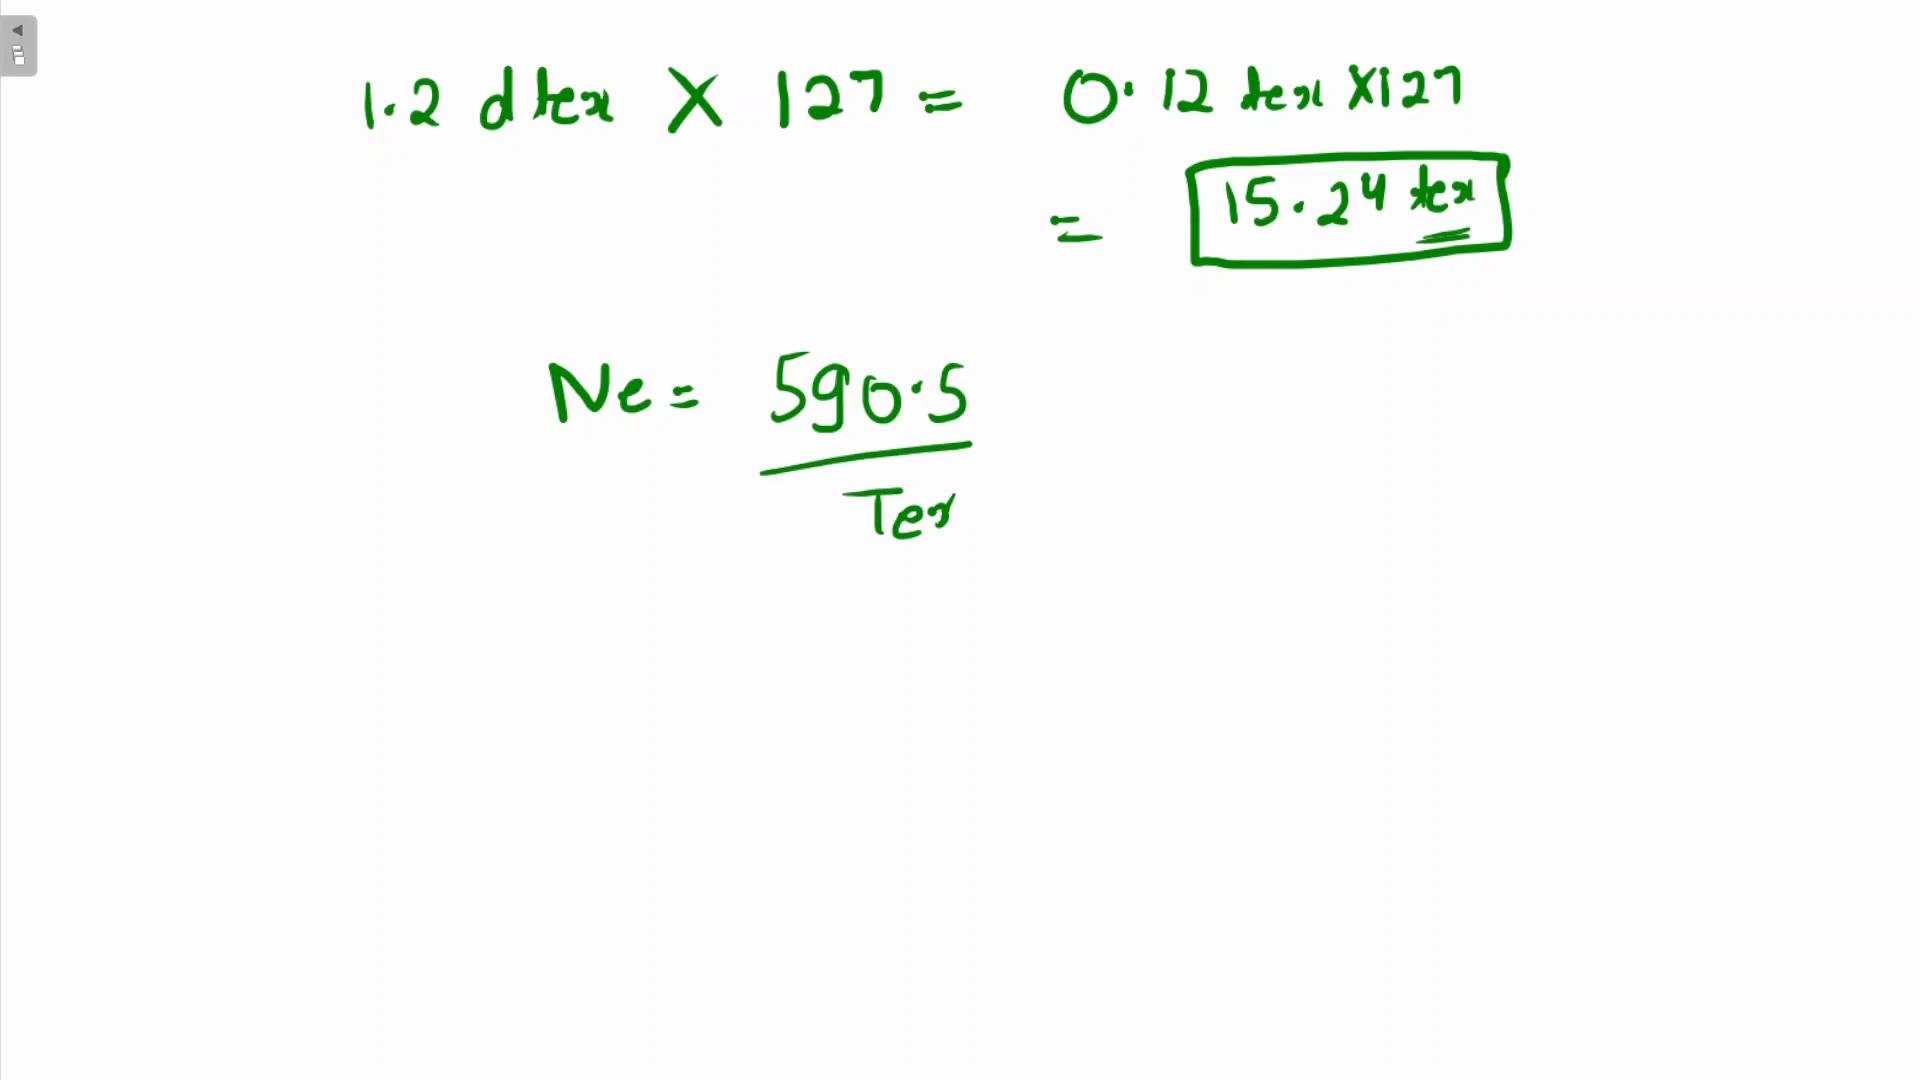 1.2 dtex X 127 = 0.12 tex X127
= 15.24 tex
Ne = 590.5
Tex